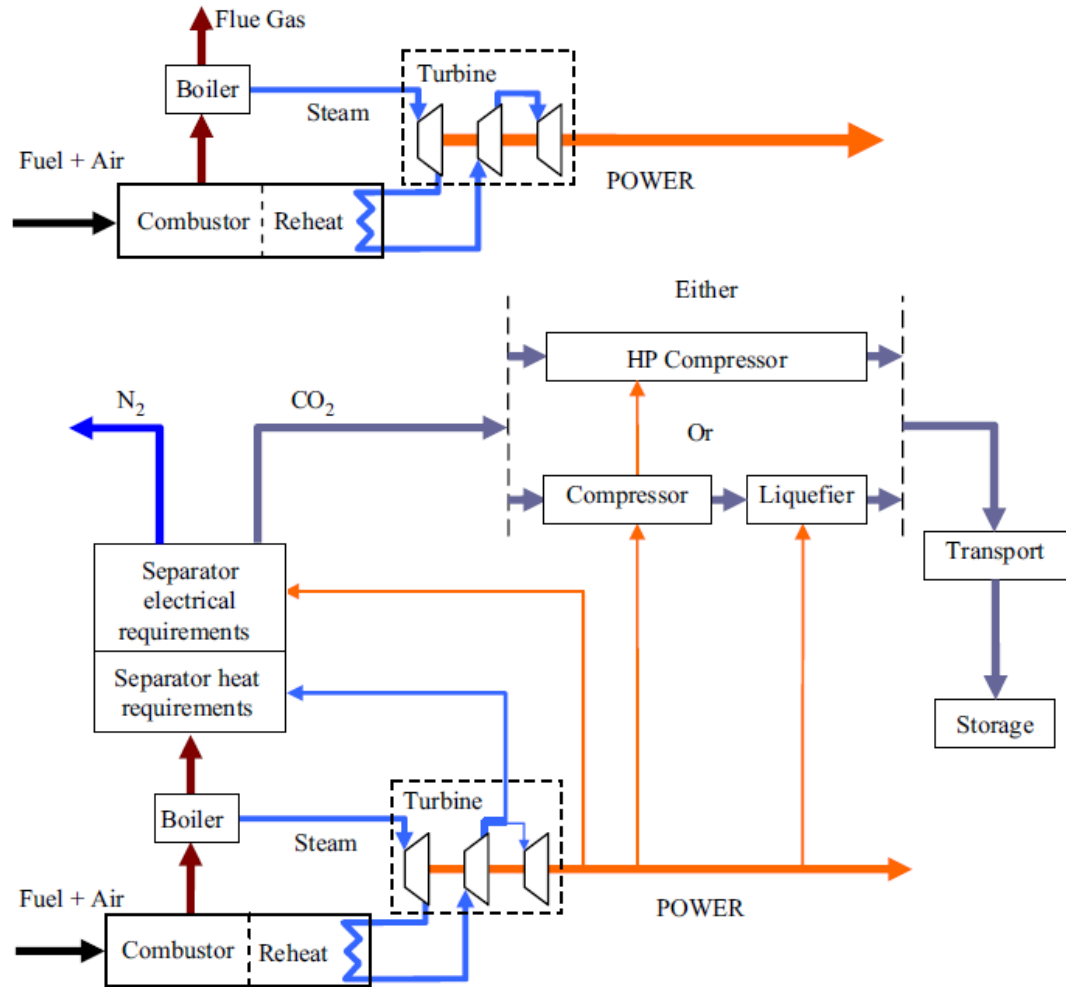 Flue Gas
Boiler
Turbine
Steam
Fuel + Air
Combustor
Reheat
POWER
Either
HP Compressor
N2
CO2
Or
Compressor
Liquefier
Transport
Separator
electrical
requirements
Separator heat
requirements
Storage
Turbine
Boiler
Steam
Fuel + Air
POWER
Combustor
Reheat